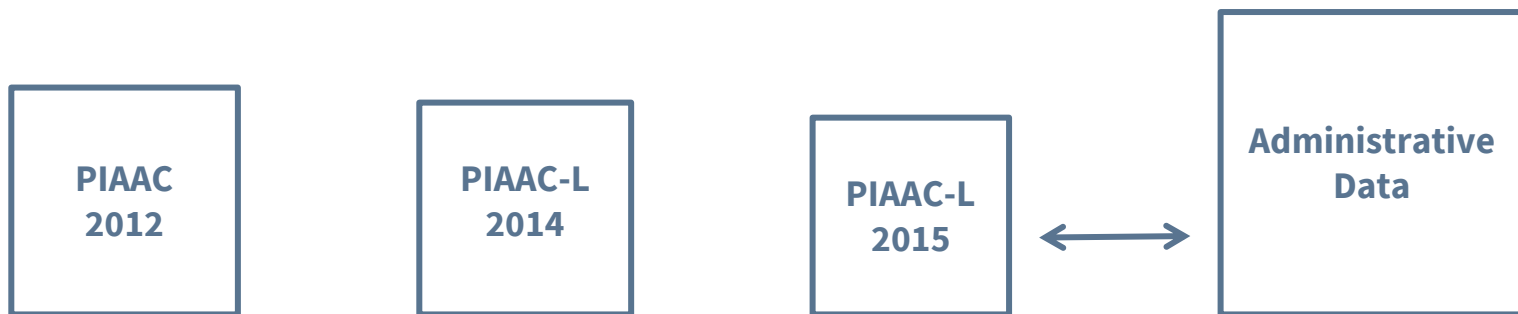 PIAAC
2012
PIAAC-L
2014
PIAAC-L
2015
Administrative
Data